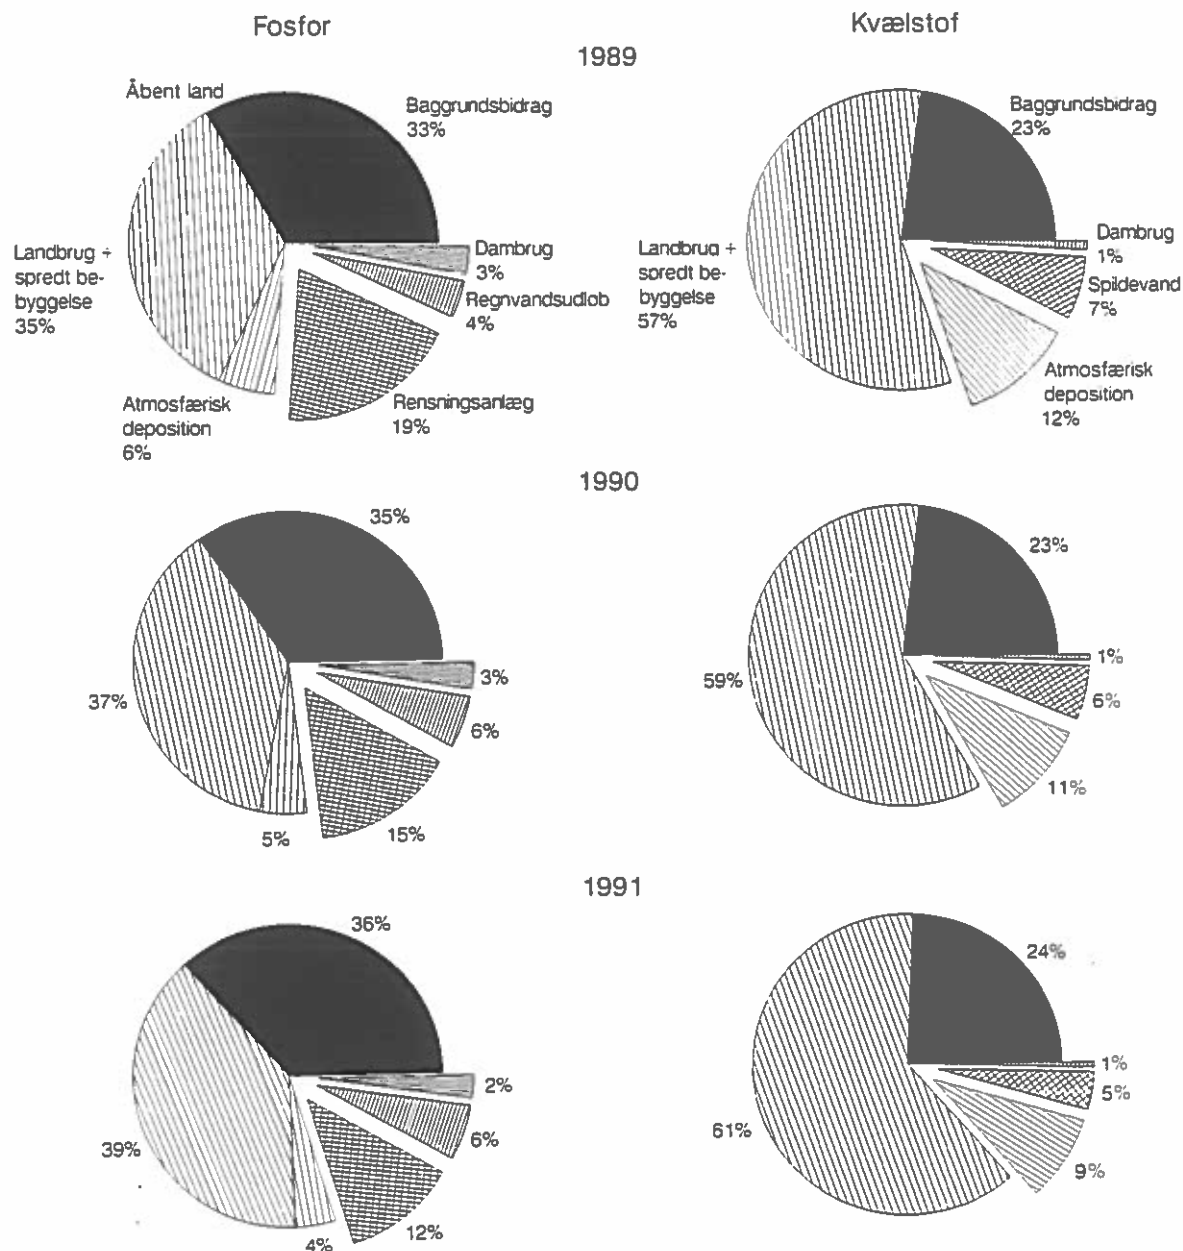 Fosfor
Kvælstof
1989
Åbent land
Baggrundsbidrag
33%
Landbrug +
spredt be-
byggelse
35%
Dambrug
3%
Regnvandsudløb
4%
Atmosfærisk
deposition
6%
Rensningsanlæg
19%
Baggrundsbidrag
23%
Landbrug +
spredt be-
byggelse
57%
Dambrug
1%
Spildevand
7%
Atmosfærisk
deposition
12%
1990
35%
37%
3%
6%
5%
15%
23%
59%
1%
6%
11%
1991
36%
39%
2%
6%
4%
12%
24%
61%
1%
5%
9%